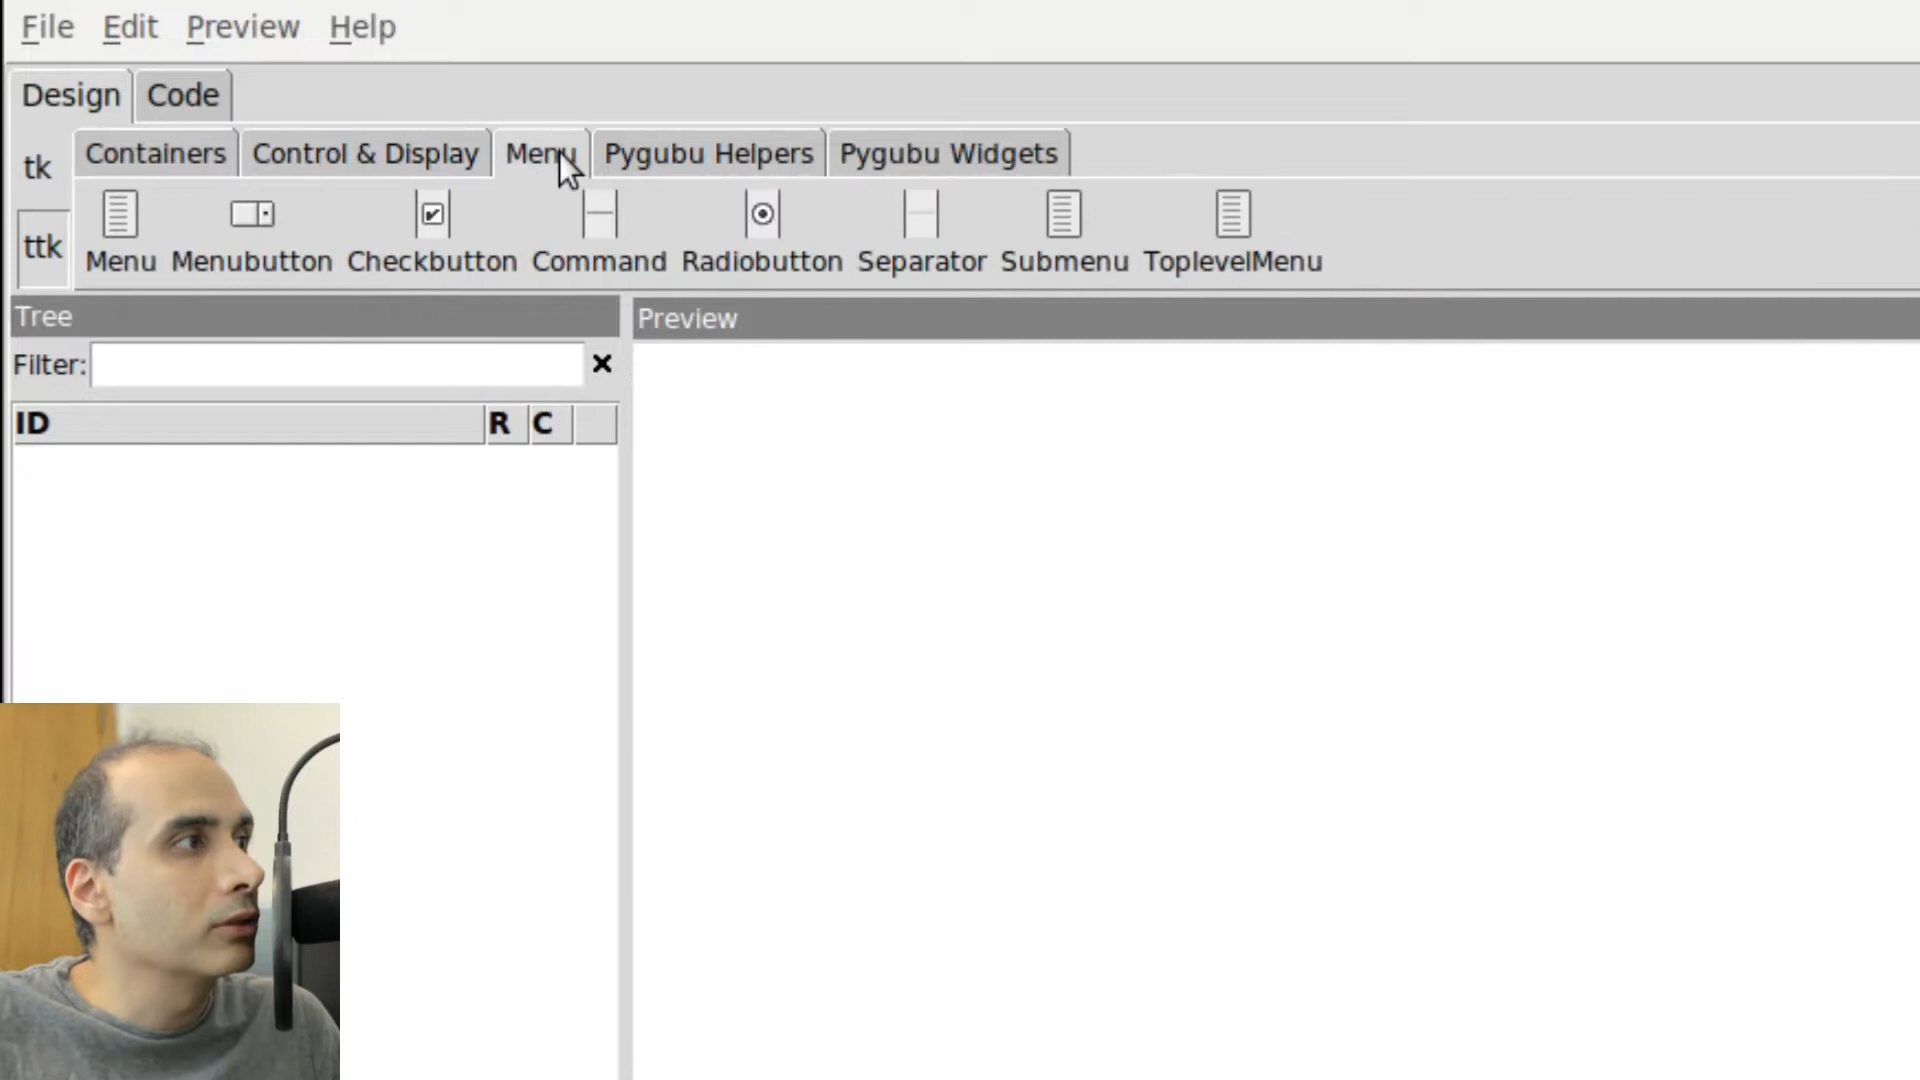 File Edit Preview Help
Design Code
tk Containers Control & Display Menu Pygubu Helpers Pygubu Widgets
ttk Menu Menubutton Checkbutton Command Radiobutton Separator Submenu ToplevelMenu
Tree Preview
Filter:
ID R C